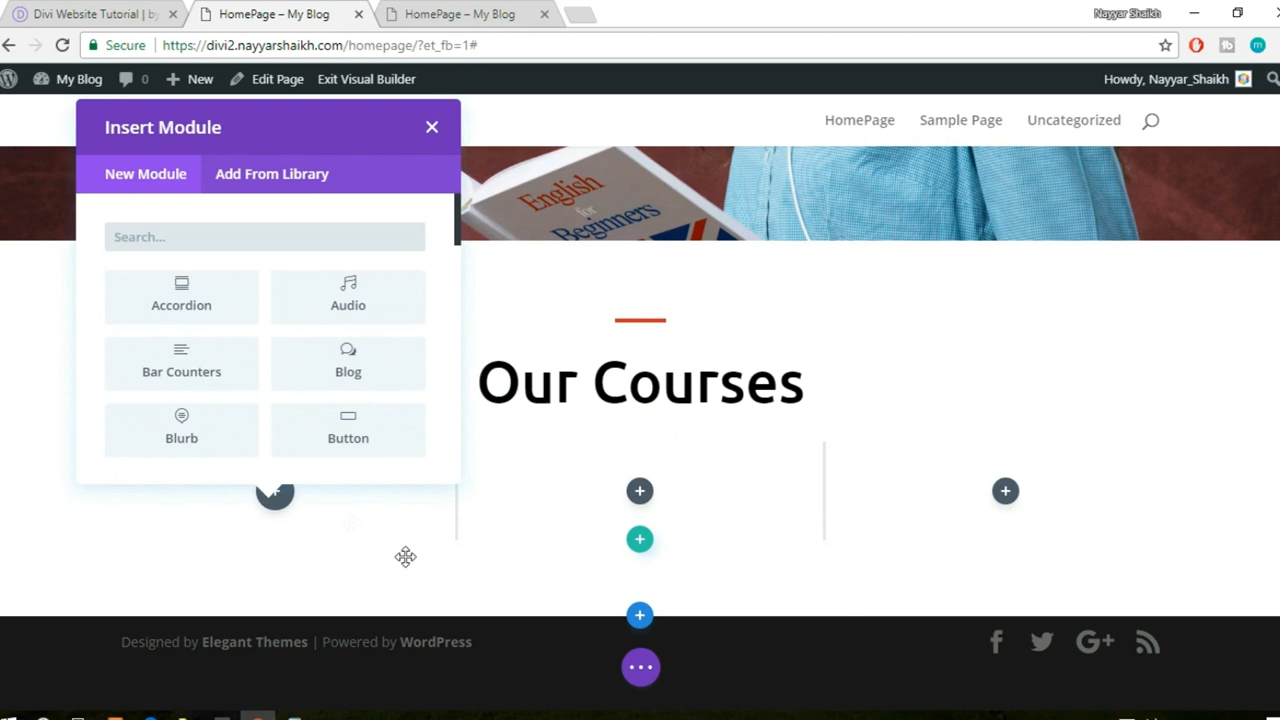 Divi Website Tutorial | by
HomePage – My Blog
HomePage – My Blog
Nayyar Shaikh
Secure
https://divi2.nayyarshaikh.com/homepage/?et_fb=1#
My Blog
0
New
Edit Page
Exit Visual Builder
Howdy, Nayyar_Shaikh
Insert Module
HomePage
Sample Page
Uncategorized
New Module
Add From Library
English
for
Beginners
Search...
Accordion
Audio
Bar Counters
Blog
Our Courses
Blurb
Button
Designed by Elegant Themes | Powered by WordPress